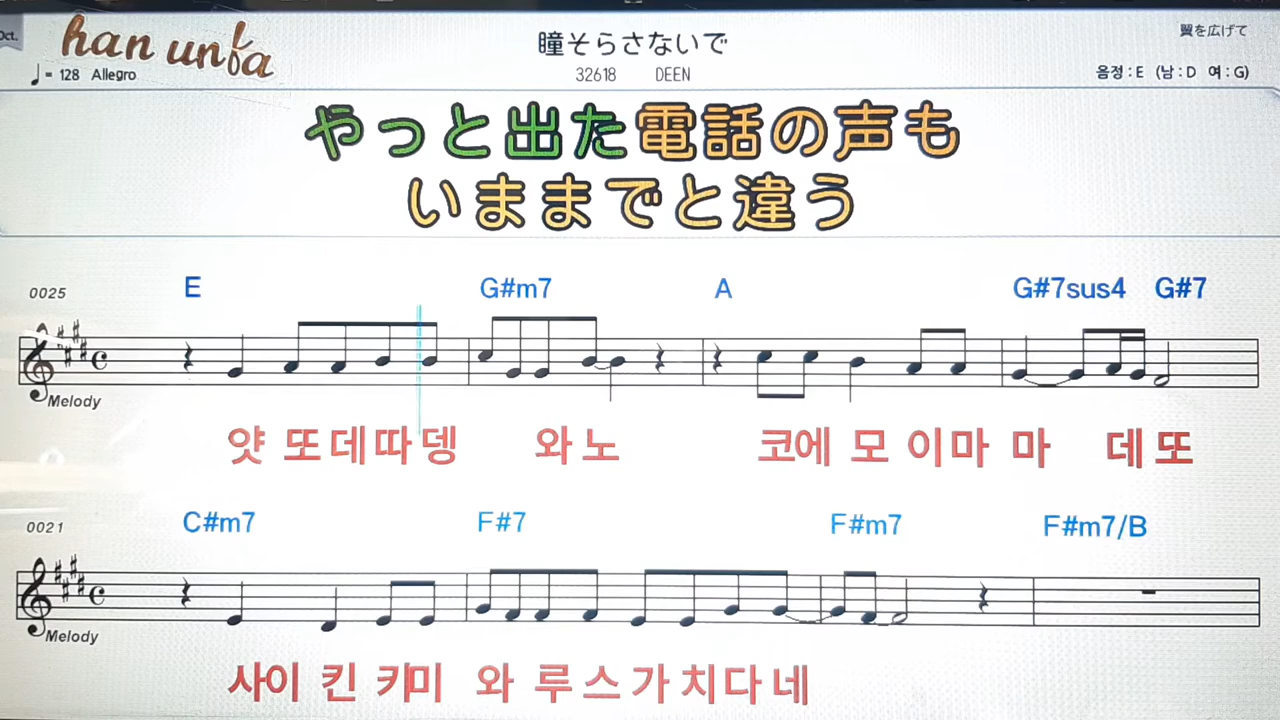 Oct.
han unla
瞳そらさないで
翼を広げて
♩= 128 Allegro
32618 DEEN
음정 : E (남 : D 여 : G)
やっと出た電話の声も
いままでと違う
0025
E G#m7 A G#7sus4 G#7
Melody
얏 또데따뎅 와노 코에 모 이마 마 데또
0021
C#m7 F#7 F#m7 F#m7/B
Melody
사이 킨 키미 와 루스가 치다네